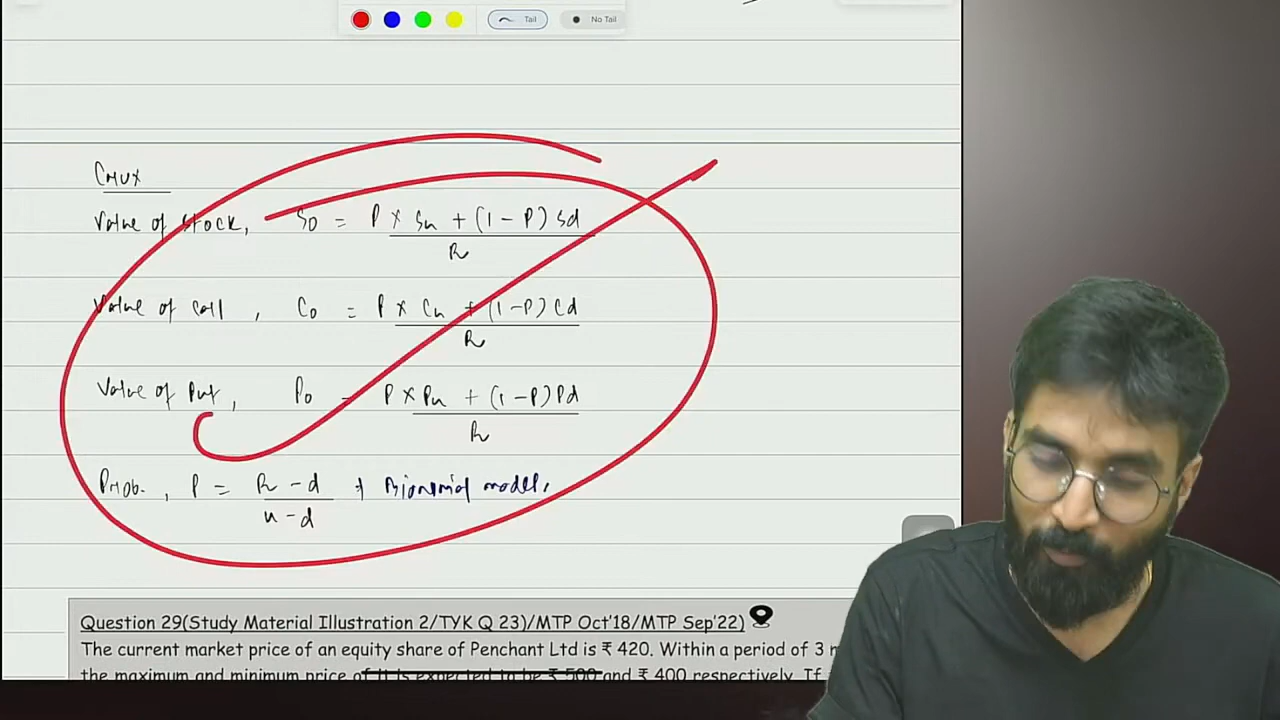 Tail No Tail
Crux
Value of stock, S0 = P × Su + (1 - P) Sd
R
Value of call, C0 = P × Cu + (1 - P) Cd
R
Value of Put, P0 = P × Pu + (1 - P) Pd
R
Prob., P = R - d + Binomial model,
u - d
Question 29(Study Material Illustration 2/TYK Q 23)/MTP Oct'18/MTP Sep'22)
The current market price of an equity share of Penchant Ltd is ₹ 420. Within a period of 3
the maximum and minimum price of it is expected to be ₹ 500 and ₹ 400 respectively. If